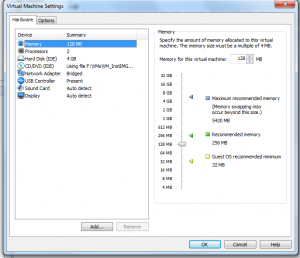 Virtual Machine Settings
Hardware Options
Device Summary
Memory 128 MB
Processors 2
Hard Disk (IDE) 4 GB
CD/DVD (IDE) Using file F:\VMs\VM_InstIMG...
Network Adapter Bridged
USB Controller Present
Sound Card Auto detect
Display Auto detect
Add...
Remove
Memory
Specify the amount of memory allocated to this virtual
machine. The memory size must be a multiple of 4 MB.
Memory for this virtual machine: 128 MB
32 GB
16 GB
8 GB
4 GB
2 GB
1 GB
512 MB
256 MB
128 MB
64 MB
32 MB
16 MB
8 MB
4 MB
Maximum recommended memory
(Memory swapping may
occur beyond this size.)
5420 MB
Recommended memory
256 MB
Guest OS recommended minimum
32 MB
OK Cancel Help